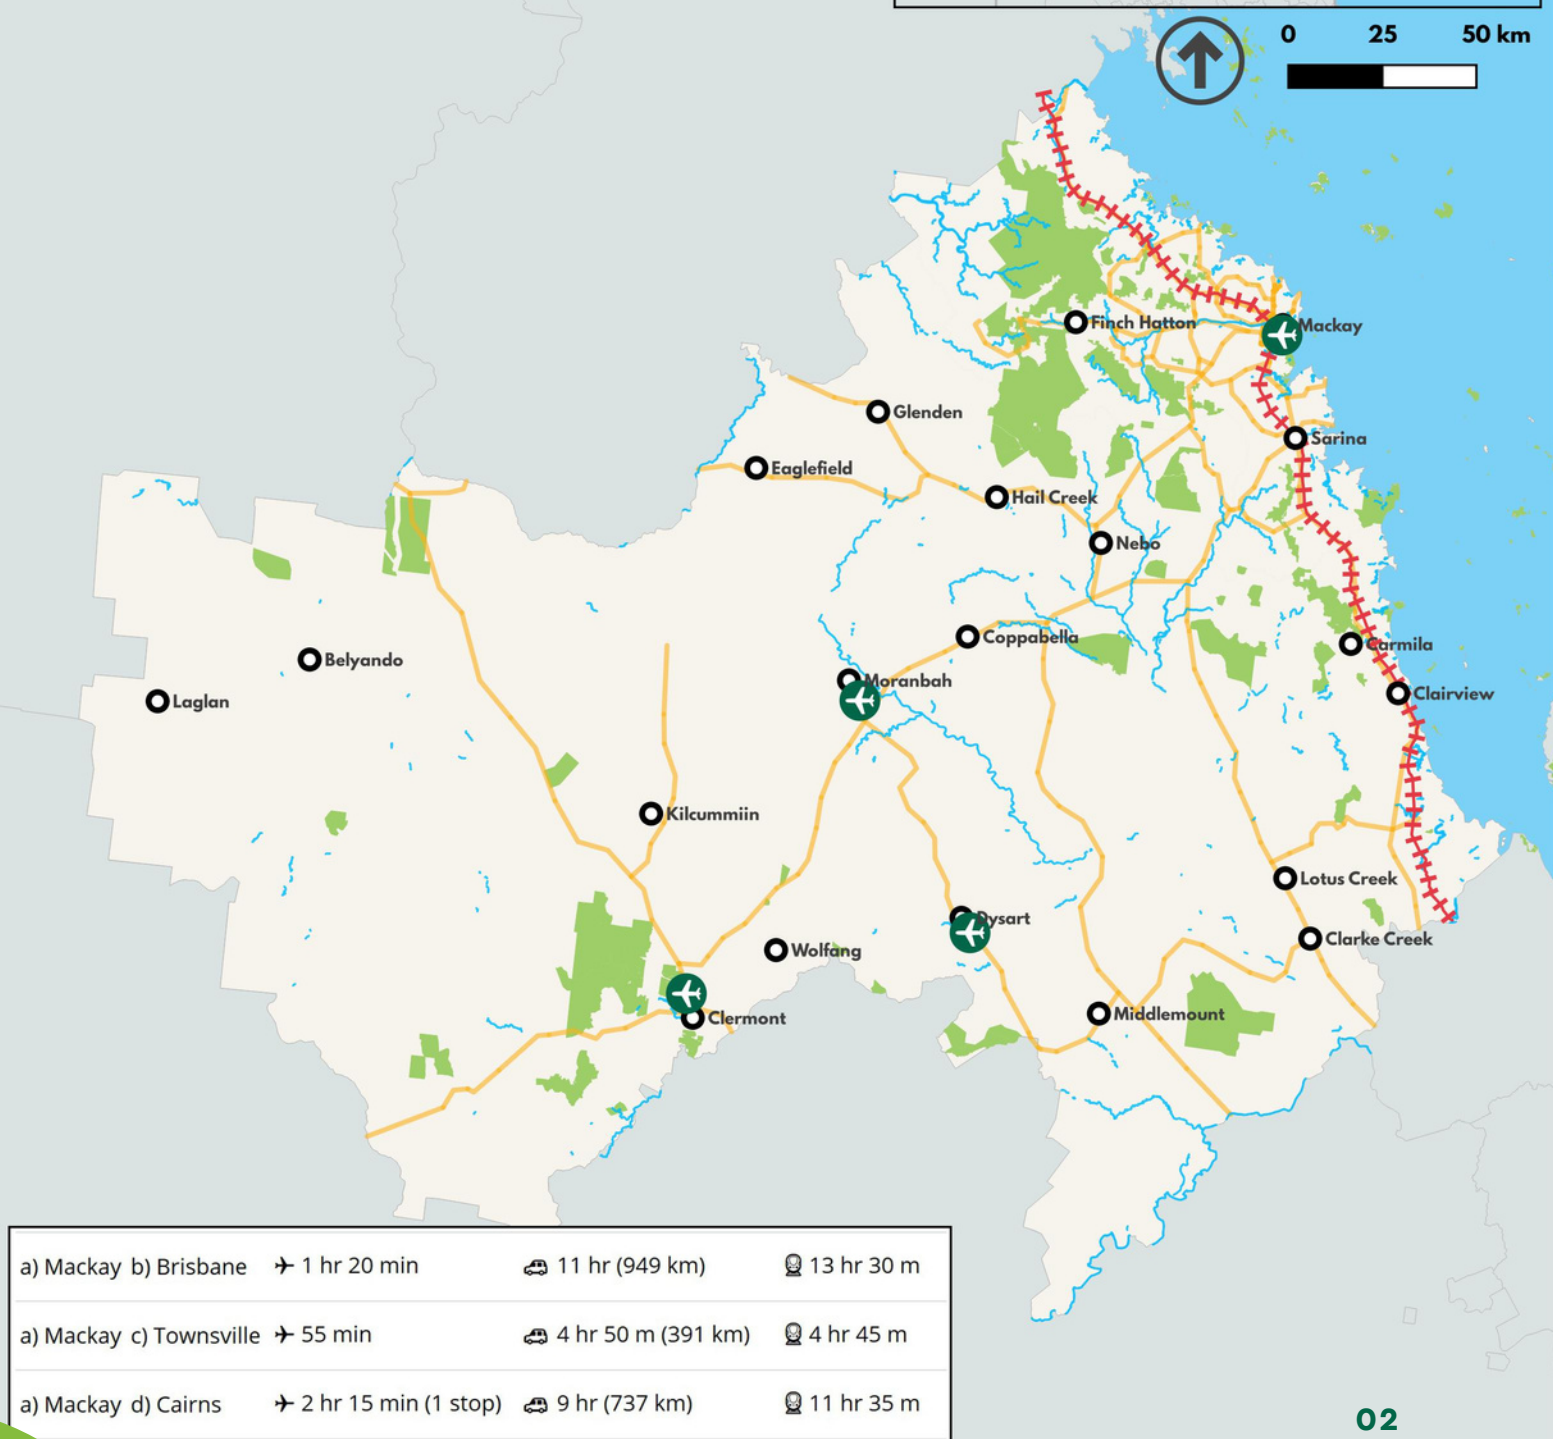 0 25 50 km
Finch Hatton
Mackay
Glenden
Sarina
Eaglefield
Hail Creek
Nebo
Coppabella
Carmila
Belyando
Moranbah
Clairview
Laglan
Kilcummiin
Lotus Creek
Dysart
Clarke Creek
Wolfang
Middlemount
Clermont
a) Mackay b) Brisbane 1 hr 20 min 11 hr (949 km) 13 hr 30 m
a) Mackay c) Townsville 55 min 4 hr 50 m (391 km) 4 hr 45 m
a) Mackay d) Cairns 2 hr 15 min (1 stop) 9 hr (737 km) 11 hr 35 m
02